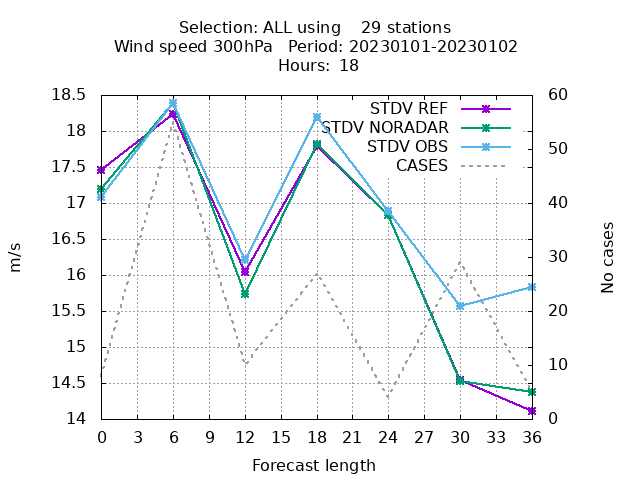 Selection: ALL using    29 stations
Wind speed 300hPa   Period: 20230101-20230102
Hours: 18
18.5
18
17.5
17
16.5
16
15.5
15
14.5
14
60
50
40
30
20
10
0
STDV REF
STDV NORADAR
STDV OBS
CASES
m/s
No cases
0 3 6 9 12 15 18 21 24 27 30 33 36
Forecast length